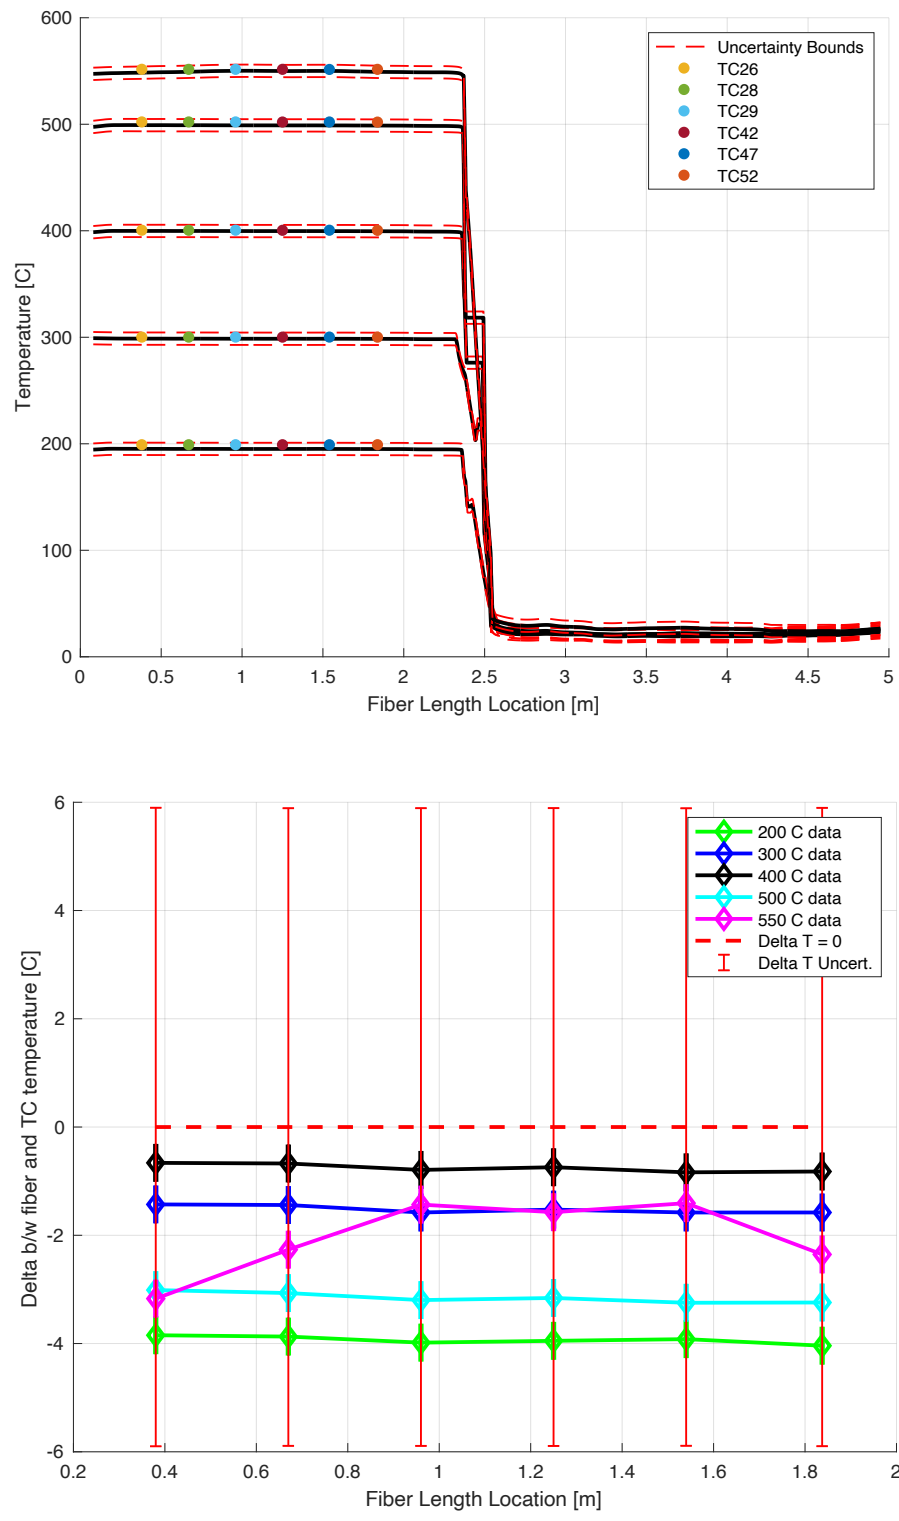 600
500
400
300
200
100
0
Temperature [C]
0 0.5 1 1.5 2 2.5 3 3.5 4 4.5 5
Fiber Length Location [m]
Uncertainty Bounds
TC26
TC28
TC29
TC42
TC47
TC52
6
4
2
0
-2
-4
-6
Delta b/w fiber and TC temperature [C]
0.2 0.4 0.6 0.8 1 1.2 1.4 1.6 1.8 2
Fiber Length Location [m]
200 C data
300 C data
400 C data
500 C data
550 C data
Delta T = 0
Delta T Uncert.